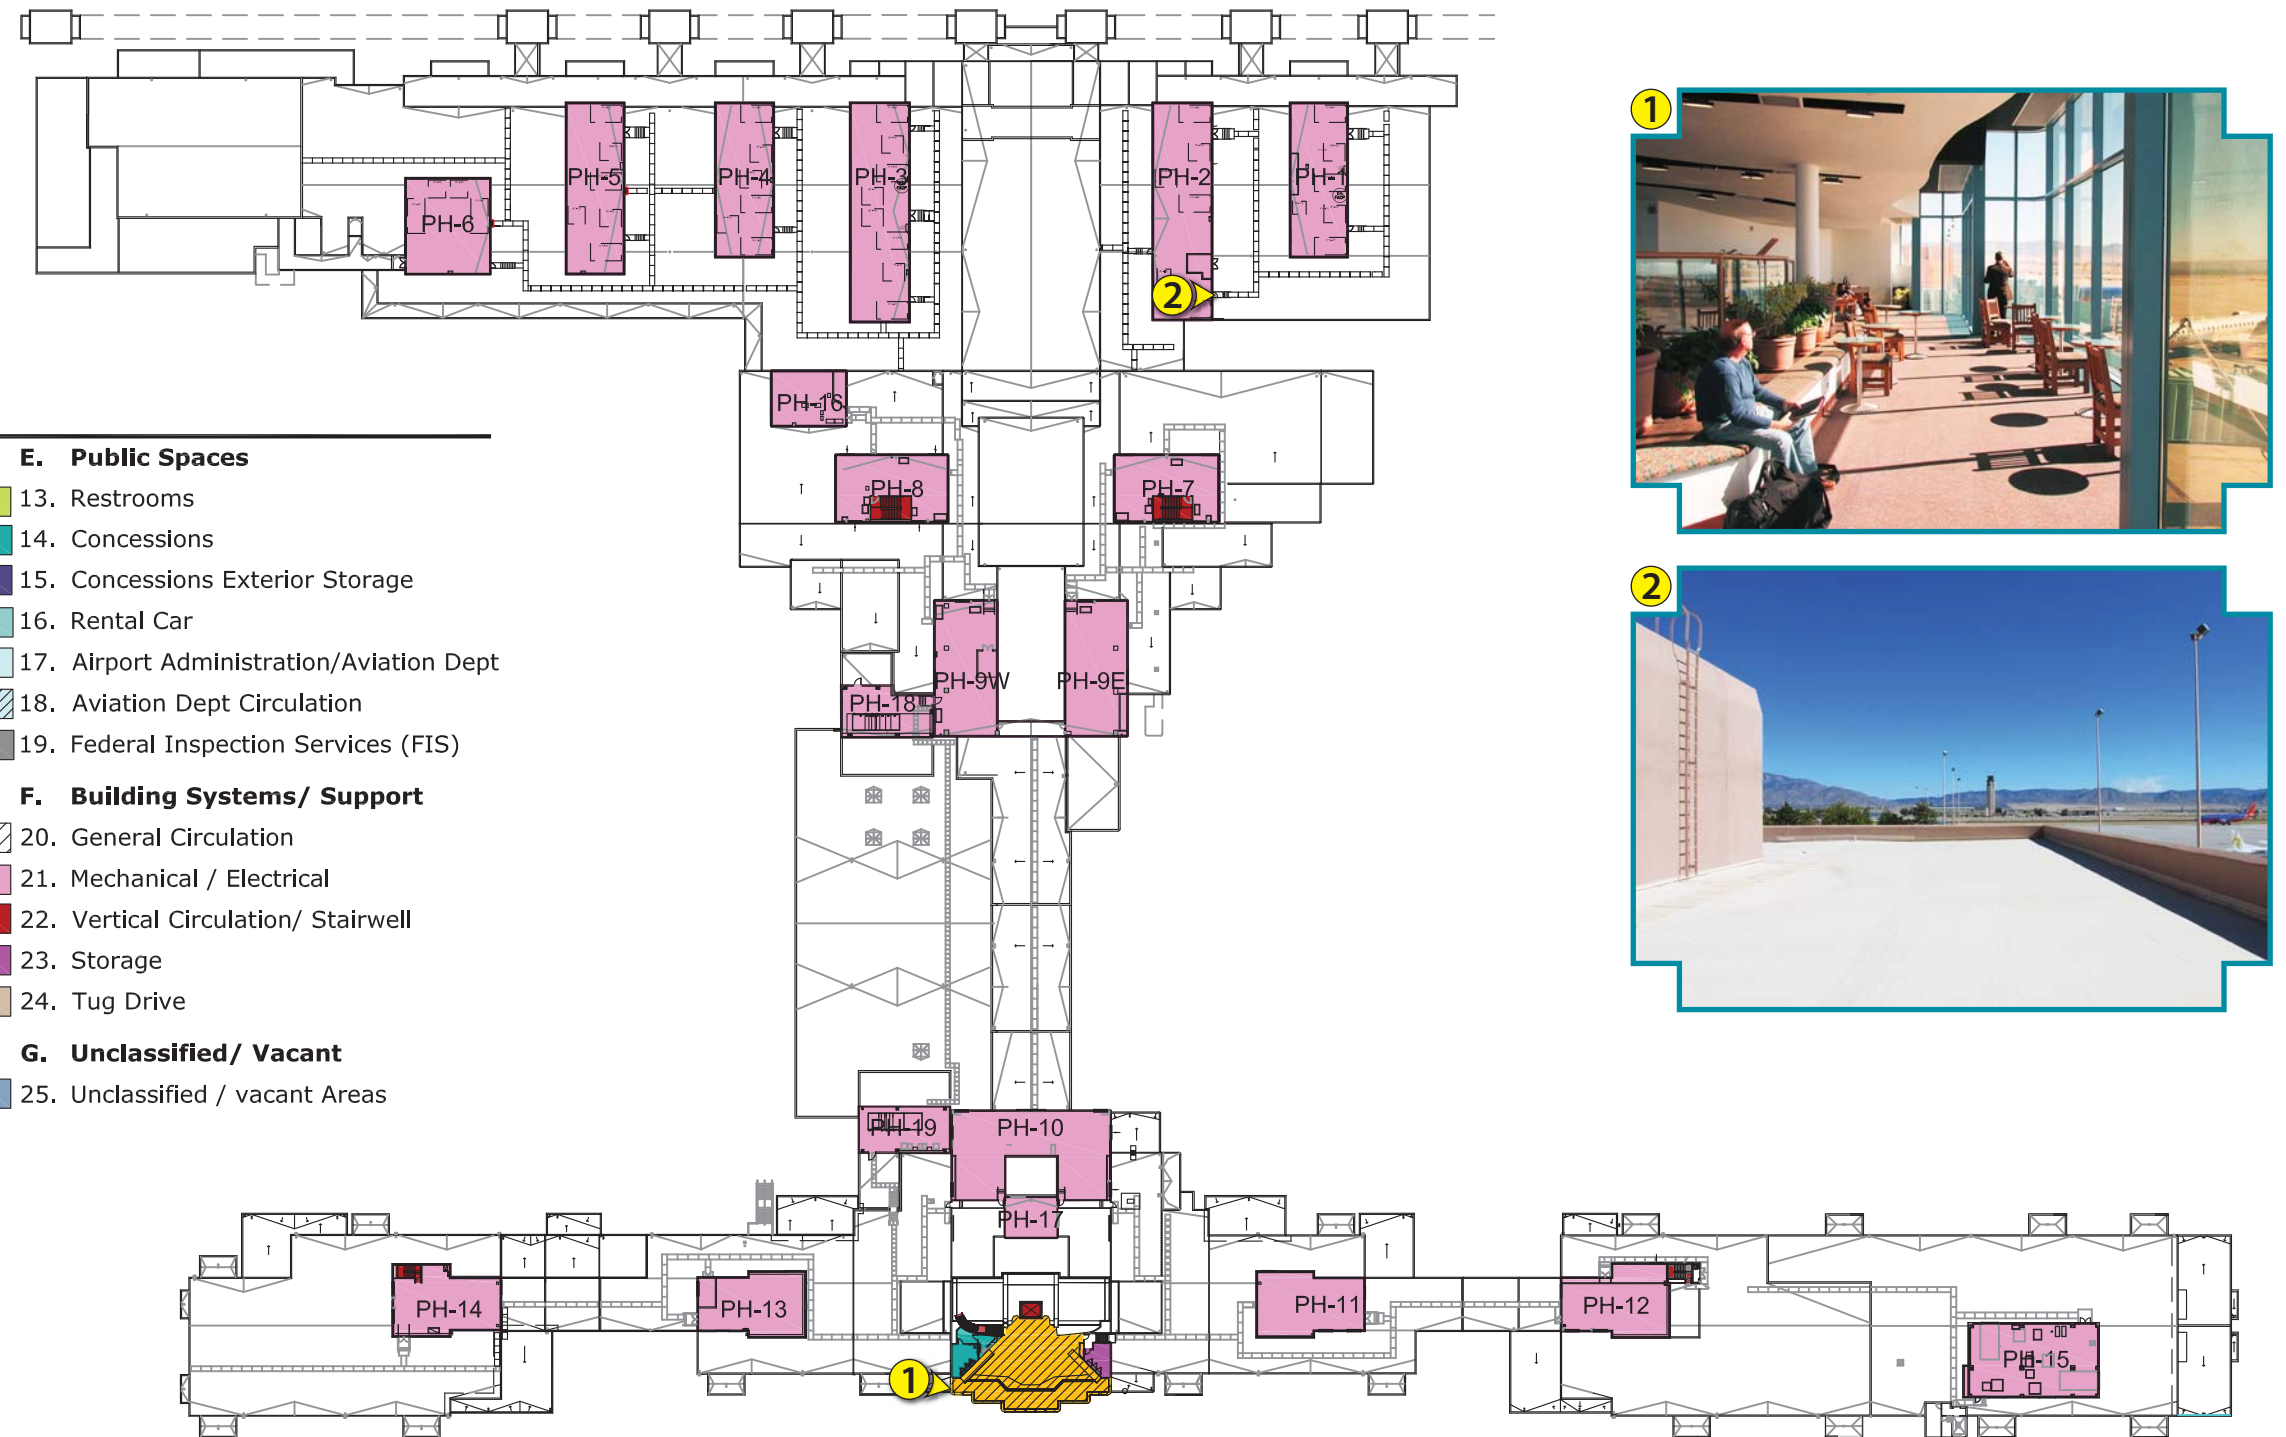 PH-5
PH-4
PH-3
PH-2
PH-1
PH-6
2
PH-16
PH-8
PH-7
PH-9W
PH-9E
PH-18
PH-19
PH-10
PH-17
PH-14
PH-13
PH-11
PH-12
PH-15
1
E. Public Spaces
13. Restrooms
14. Concessions
15. Concessions Exterior Storage
16. Rental Car
17. Airport Administration/Aviation Dept
18. Aviation Dept Circulation
19. Federal Inspection Services (FIS)
F. Building Systems/ Support
20. General Circulation
21. Mechanical / Electrical
22. Vertical Circulation/ Stairwell
23. Storage
24. Tug Drive
G. Unclassified/ Vacant
25. Unclassified / vacant Areas
1
2